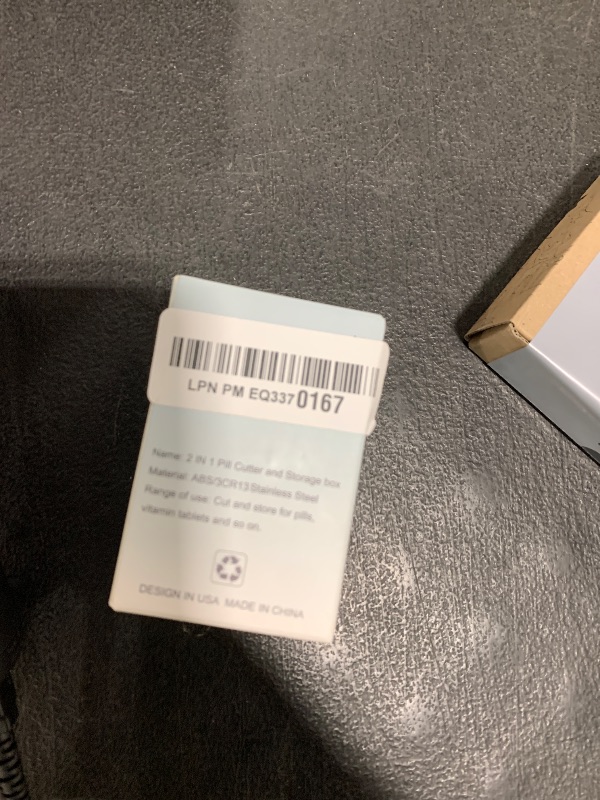 LPN PM EQ3370167
Name: 2 IN 1 Pill Cutter and Storage box
Material: ABS/3CR13 Stainless Steel
Range of use: Cut and store for pills,
vitamin tablets and so on.
DESIGN IN USA MADE IN CHINA